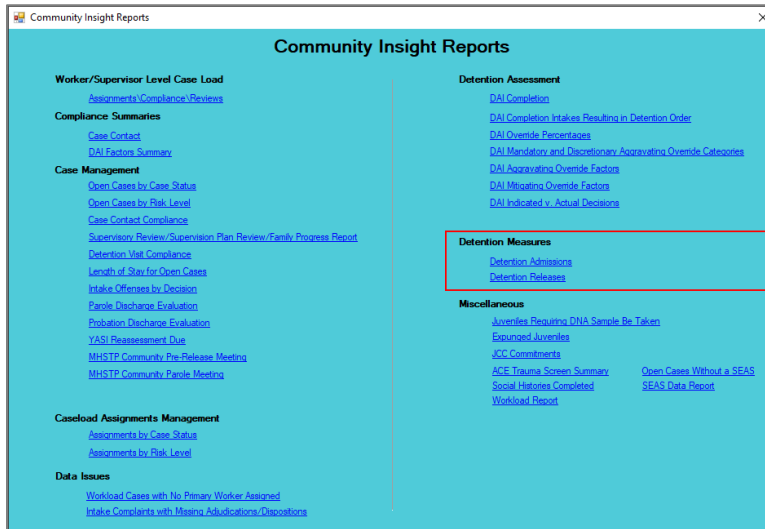 Community Insight Reports
Community Insight Reports
Worker/Supervisor Level Case Load
Assignments\Compliance\Reviews
Compliance Summaries
Case Contact
DAI Factors Summary
Case Management
Open Cases by Case Status
Open Cases by Risk Level
Case Contact Compliance
Supervisory Review/Supervision Plan Review/Family Progress Report
Detention Visit Compliance
Length of Stay for Open Cases
Intake Offenses by Decision
Parole Discharge Evaluation
Probation Discharge Evaluation
YASI Reassessment Due
MHSTP Community Pre-Release Meeting
MHSTP Community Parole Meeting
Caseload Assignments Management
Assignments by Case Status
Assignments by Risk Level
Data Issues
Workload Cases with No Primary Worker Assigned
Intake Complaints with Missing Adjudications/Dispositions
Detention Assessment
DAI Completion
DAI Completion Intakes Resulting in Detention Order
DAI Override Percentages
DAI Mandatory and Discretionary Aggravating Override Categories
DAI Aggravating Override Factors
DAI Mitigating Override Factors
DAI Indicated v. Actual Decisions
Detention Measures
Detention Admissions
Detention Releases
Miscellaneous
Juveniles Requiring DNA Sample Be Taken
Expunged Juveniles
JCC Commitments
ACE Trauma Screen Summary Open Cases Without a SEAS
Social Histories Completed SEAS Data Report
Workload Report